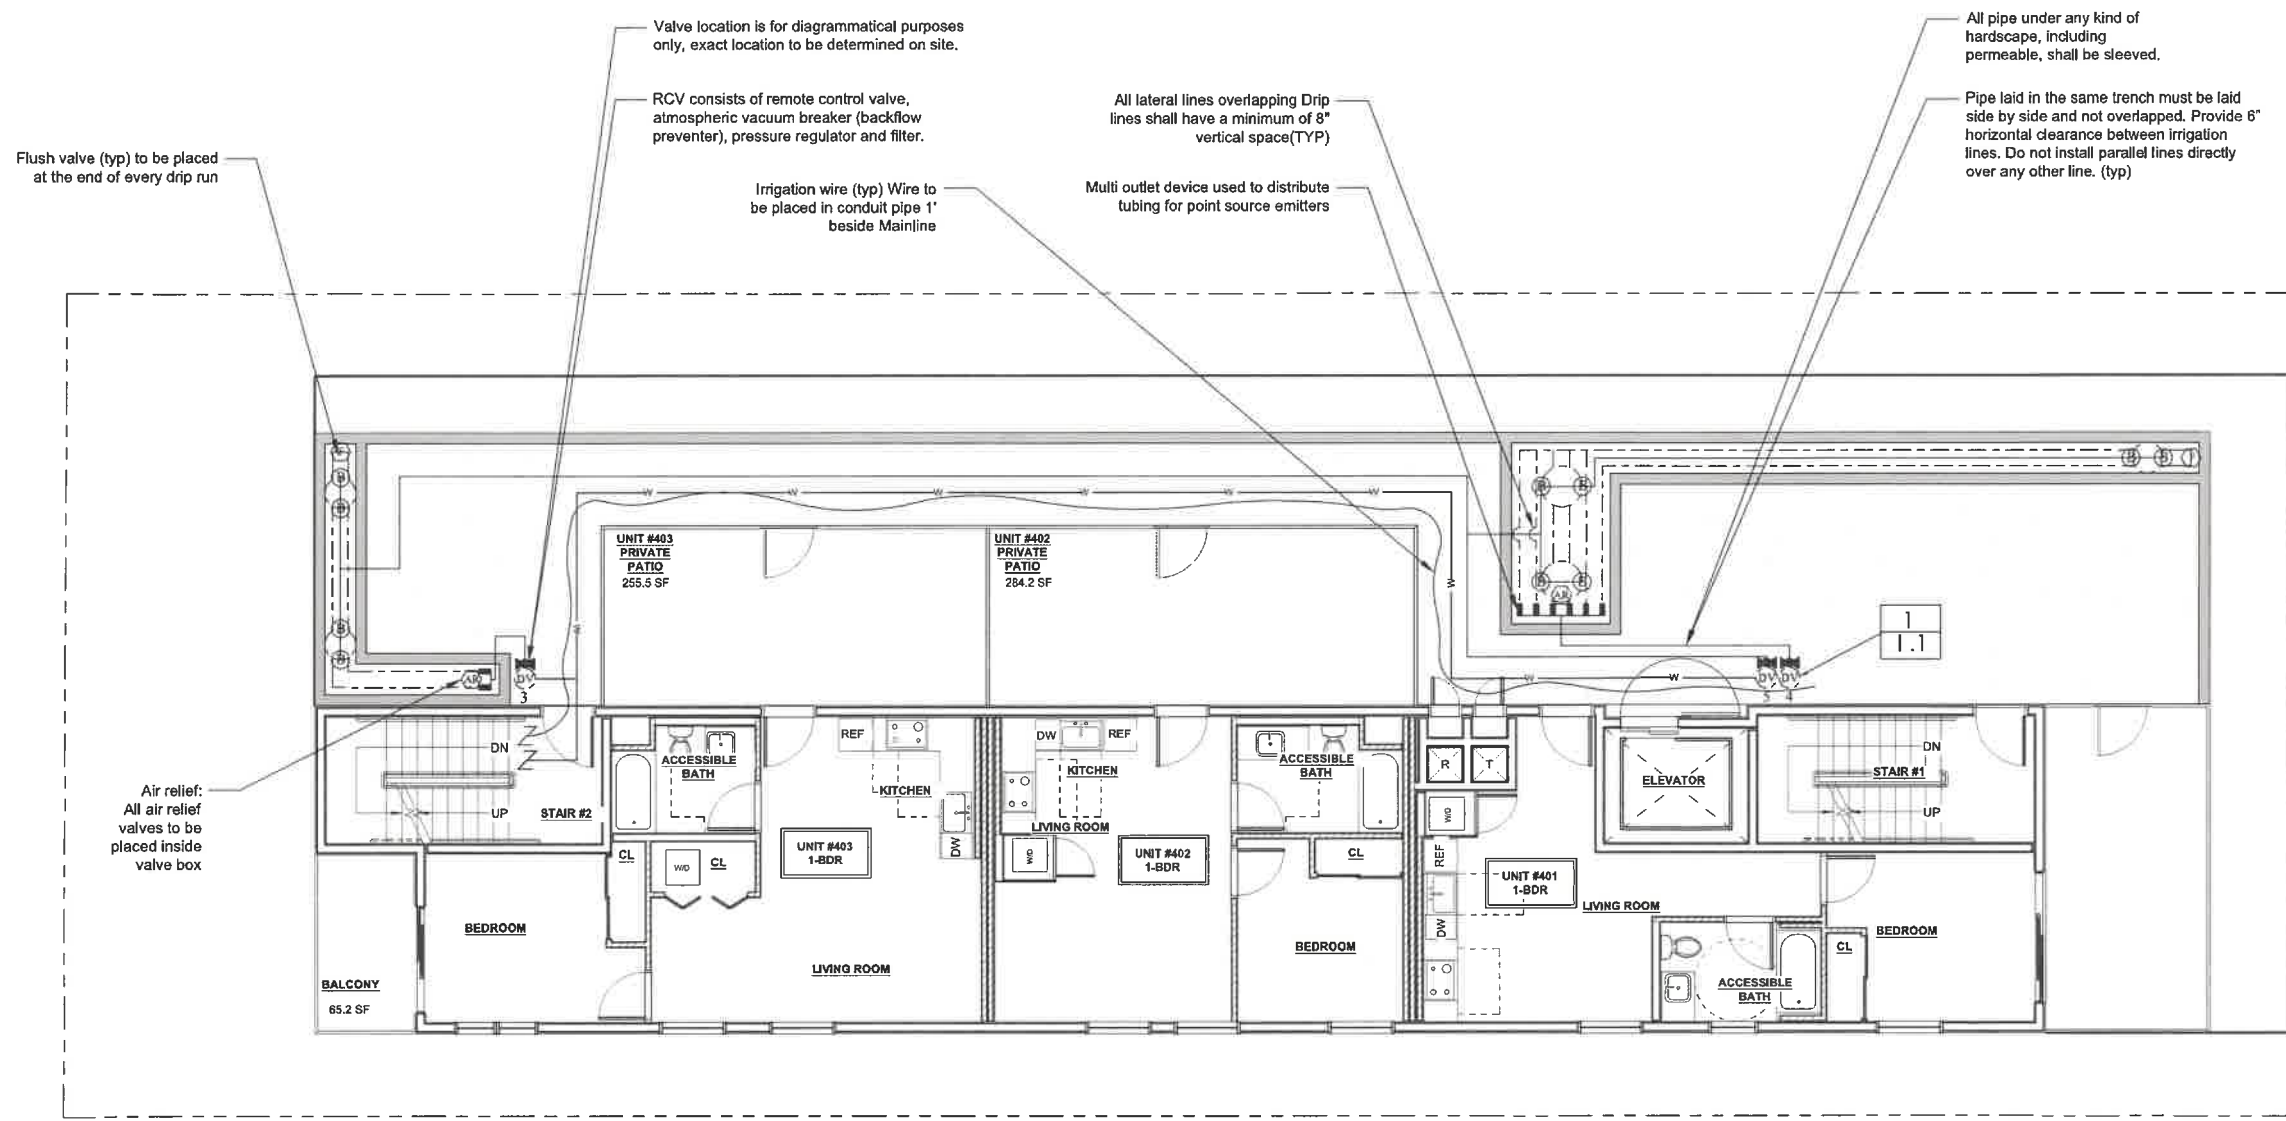 Valve location is for diagrammatical purposes
only, exact location to be determined on site.
RCV consists of remote control valve,
atmospheric vacuum breaker (backflow
preventer), pressure regulator and filter.
Flush valve (typ) to be placed
at the end of every drip run
Irrigation wire (typ) Wire to
be placed in conduit pipe 1'
beside Mainline
All lateral lines overlapping Drip
lines shall have a minimum of 8"
vertical space(TYP)
Multi outlet device used to distribute
tubing for point source emitters
All pipe under any kind of
hardscape, including
permeable, shall be sleeved.
Pipe laid in the same trench must be laid
side by side and not overlapped. Provide 6"
horizontal clearance between irrigation
lines. Do not install parallel lines directly
over any other line. (typ)
B
B
B
B
AR
DV
3
W
W
W
W
W
W
W
W
W
W
UNIT #403
PRIVATE
PATIO
255.5 SF
UNIT #402
PRIVATE
PATIO
284.2 SF
B
B
B
B
AR
B
B
DV
DV
5
4
1
1.1
Air relief:
All air relief
valves to be
placed inside
valve box
DN
UP
STAIR #2
ACCESSIBLE
BATH
REF
KITCHEN
DW
CL
W/D
CL
UNIT #403
1-BDR
BEDROOM
LIVING ROOM
BALCONY
65.2 SF
DW
REF
KITCHEN
LIVING ROOM
W/D
UNIT #402
1-BDR
ACCESSIBLE
BATH
CL
BEDROOM
R
T
W/D
REF
DW
UNIT #401
1-BDR
LIVING ROOM
ELEVATOR
STAIR #1
DN
UP
ACCESSIBLE
BATH
CL
BEDROOM